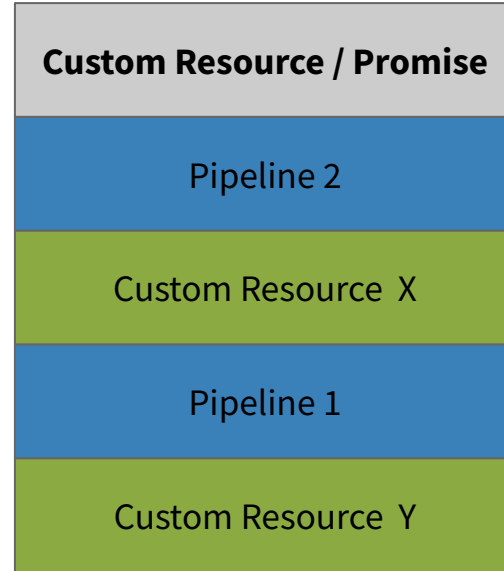 Custom Resource / Promise
Pipeline 2
Custom Resource X
Pipeline 1
Custom Resource Y